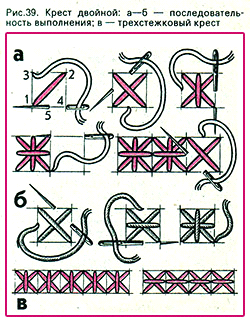 Рис.39. Крест двойной: а—б — последователь-
ность выполнения; в — трехстежковый крест
а
3 2
1 4
5
б
в